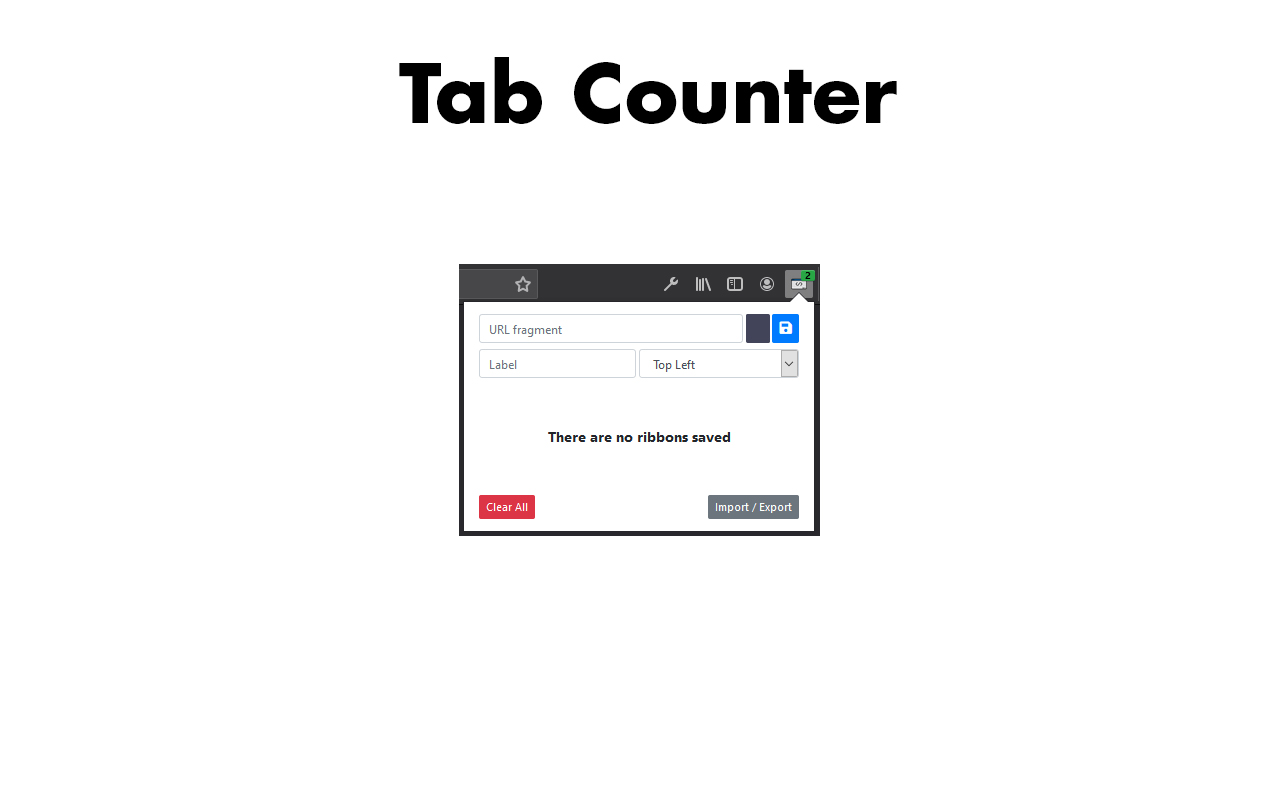 Tab Counter
2
URL fragment
Label
Top Left
There are no ribbons saved
Clear All
Import / Export